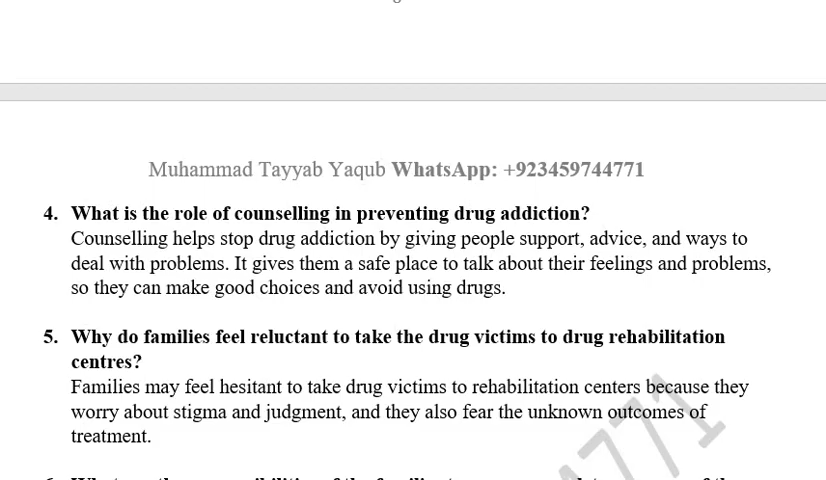 Muhammad Tayyab Yaqub WhatsApp: +923459744771
4. What is the role of counselling in preventing drug addiction?
Counselling helps stop drug addiction by giving people support, advice, and ways to
deal with problems. It gives them a safe place to talk about their feelings and problems,
so they can make good choices and avoid using drugs.
5. Why do families feel reluctant to take the drug victims to drug rehabilitation
centres?
Families may feel hesitant to take drug victims to rehabilitation centers because they
worry about stigma and judgment, and they also fear the unknown outcomes of
treatment.
4771